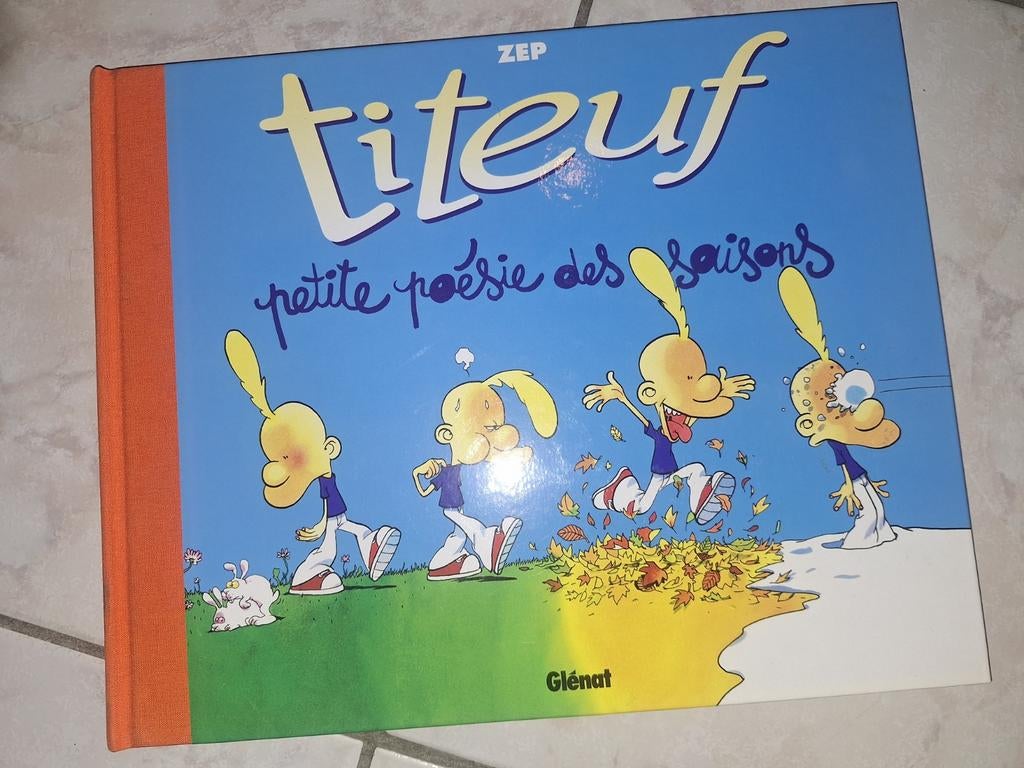 ZEP
titeuf
petite poésie des saisons
Glénat